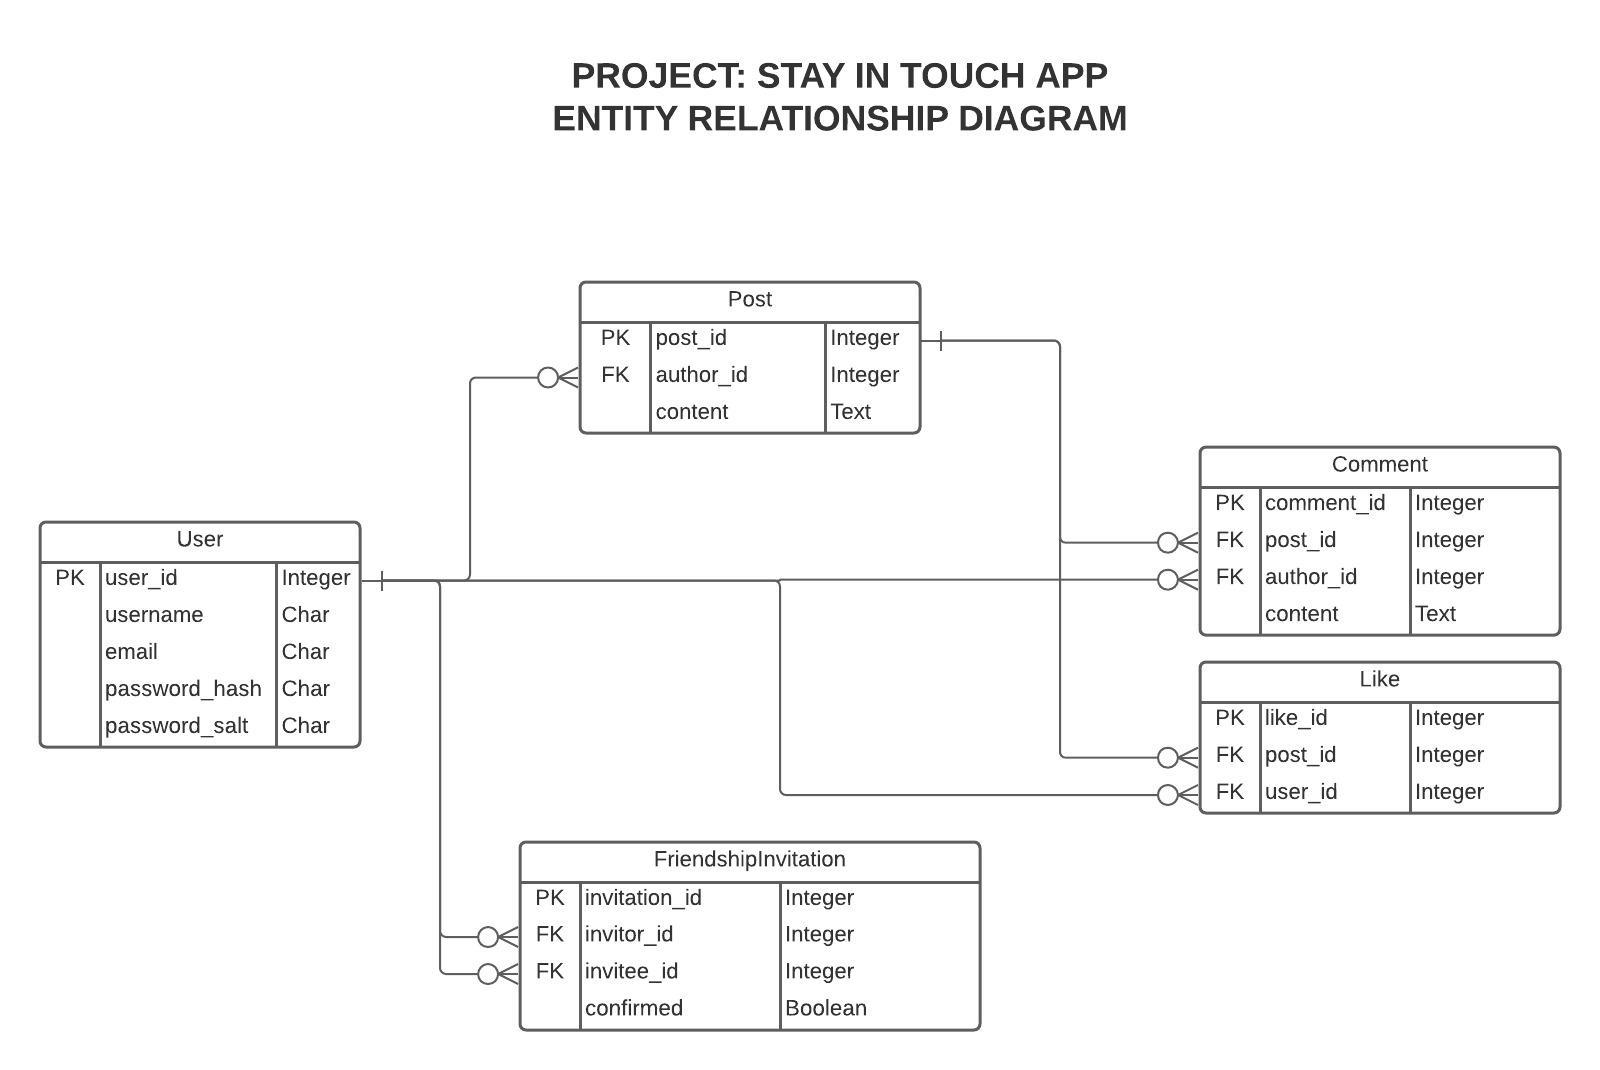 PROJECT: STAY IN TOUCH APP
ENTITY RELATIONSHIP DIAGRAM
Post
PK post_id Integer
FK author_id Integer
content Text
Comment
PK comment_id Integer
FK post_id Integer
FK author_id Integer
content Text
User
PK user_id Integer
username Char
email Char
password_hash Char
password_salt Char
Like
PK like_id Integer
FK post_id Integer
FK user_id Integer
FriendshipInvitation
PK invitation_id Integer
FK invitor_id Integer
FK invitee_id Integer
confirmed Boolean